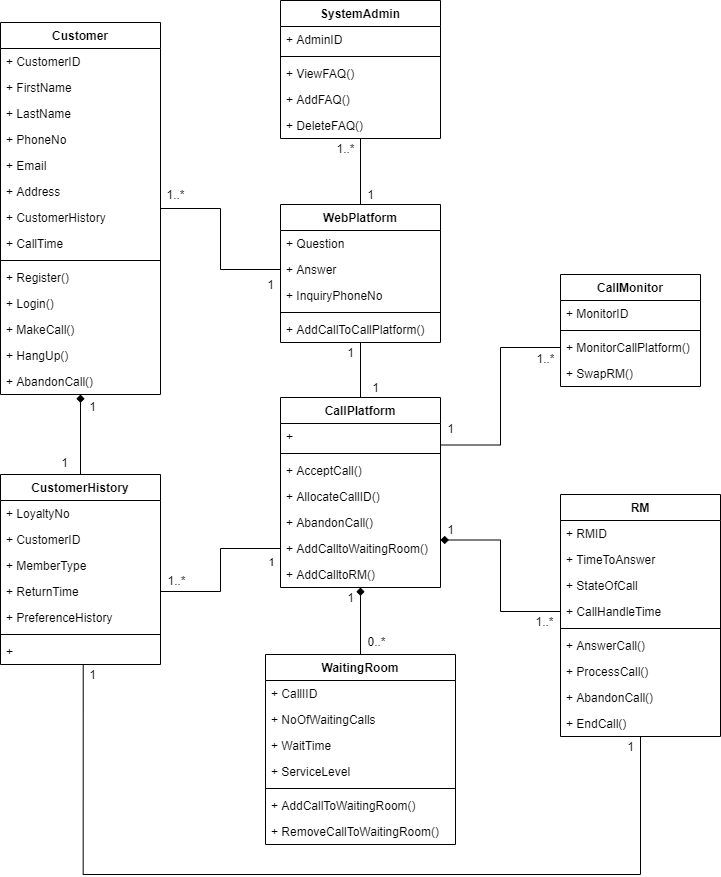 SystemAdmin
+ AdminID
+ ViewFAQ()
+ AddFAQ()
+ DeleteFAQ()
1..*
1
Customer
+ CustomerID
+ FirstName
+ LastName
+ PhoneNo
+ Email
+ Address
+ CustomerHistory
+ CallTime
+ Register()
+ Login()
+ MakeCall()
+ HangUp()
+ AbandonCall()
1..*
1
1
1
WebPlatform
+ Question
+ Answer
+ InquiryPhoneNo
+ AddCallToCallPlatform()
1
1
CallMonitor
+ MonitorID
+ MonitorCallPlatform()
+ SwapRM()
1..*
1
CallPlatform
+
+ AcceptCall()
+ AllocateCallID()
+ AbandonCall()
+ AddCalltoWaitingRoom()
+ AddCalltoRM()
1
1..*
1
1..*
1
0..*
CustomerHistory
+ LoyaltyNo
+ CustomerID
+ MemberType
+ ReturnTime
+ PreferenceHistory
+
1
RM
+ RMID
+ TimeToAnswer
+ StateOfCall
+ CallHandleTime
+ AnswerCall()
+ ProcessCall()
+ AbandonCall()
+ EndCall()
1
WaitingRoom
+ CallID
+ NoOfWaitingCalls
+ WaitTime
+ ServiceLevel
+ AddCallToWaitingRoom()
+ RemoveCallToWaitingRoom()